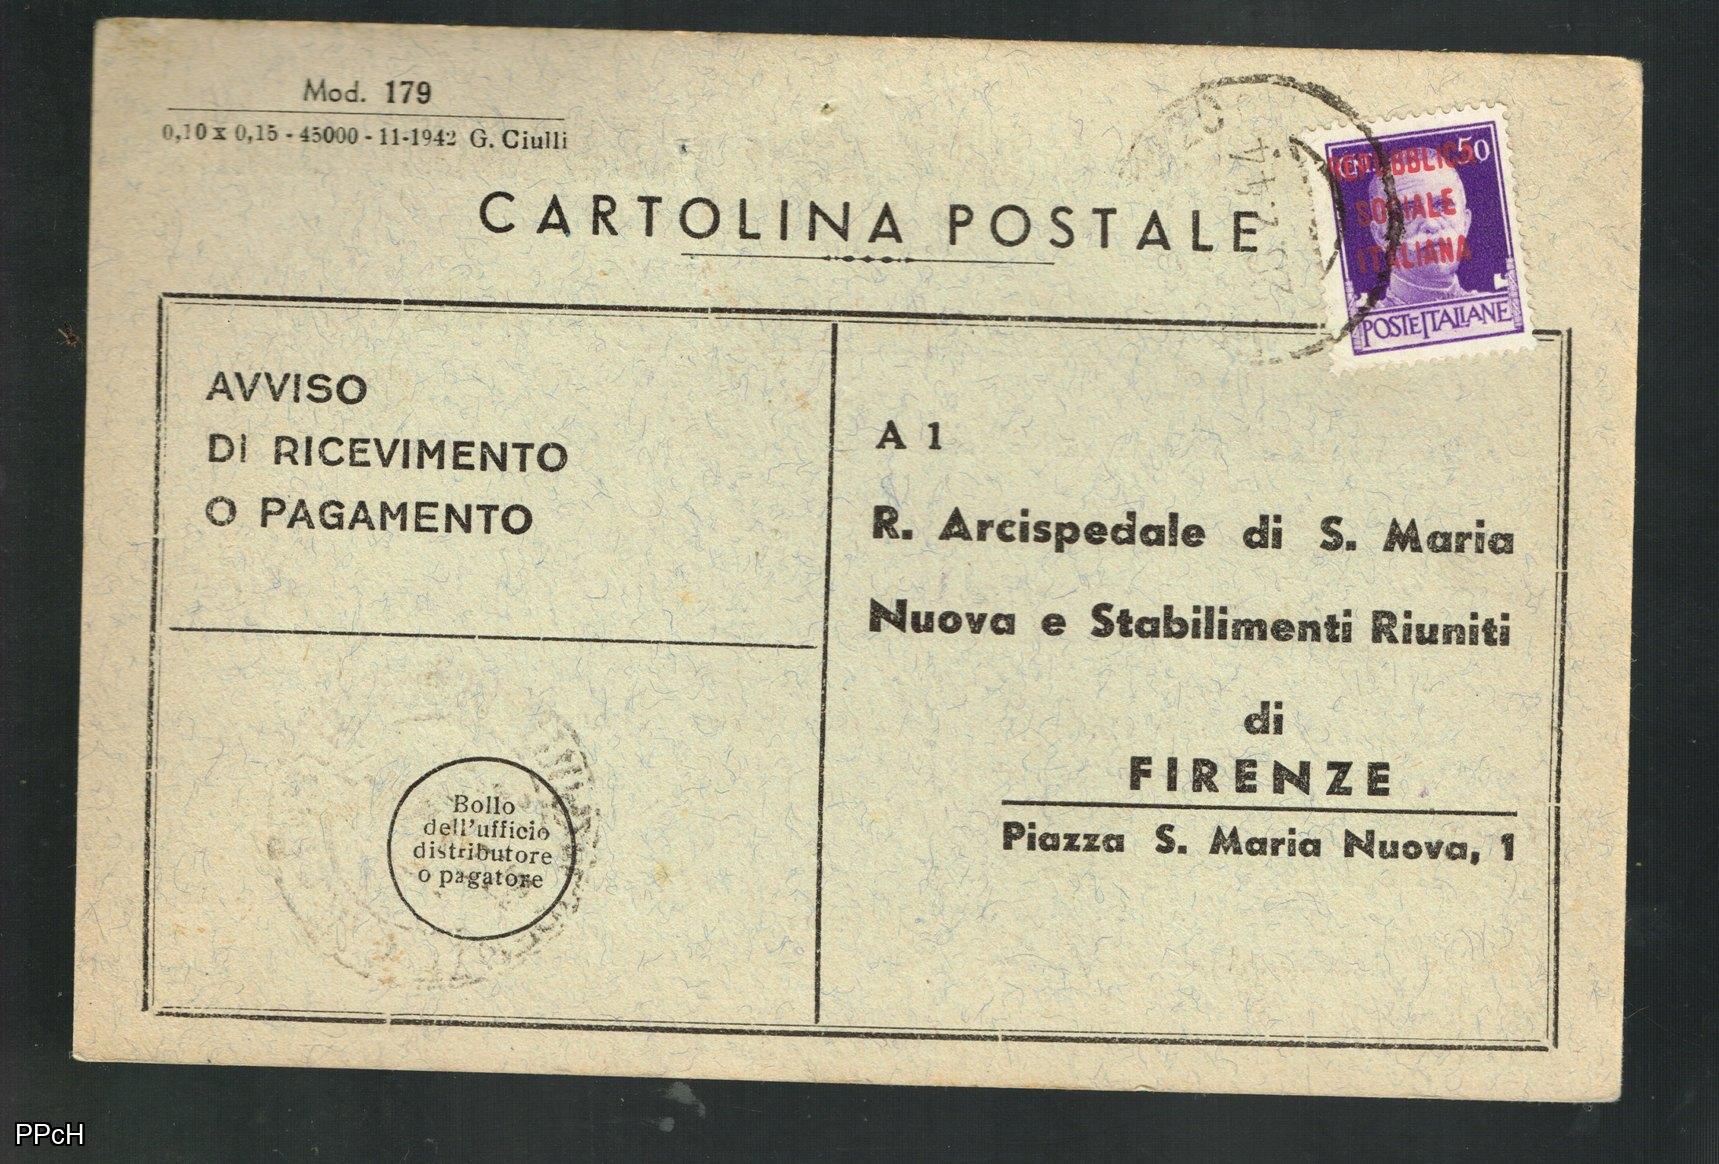 Mod. 179
0,10 x 0,15 - 45000 - 11-1942 G. Ciulli
CARTOLINA POSTALE
50
REPUBBLICA
SOCIALE
ITALIANA
POSTE ITALIANE
AVVISO
DI RICEVIMENTO
O PAGAMENTO
A 1
R. Arcispedale di S. Maria
Nuova e Stabilimenti Riuniti
di
FIRENZE
Piazza S. Maria Nuova, 1
Bollo
dell'ufficio
distributore
o pagatore
PPcH